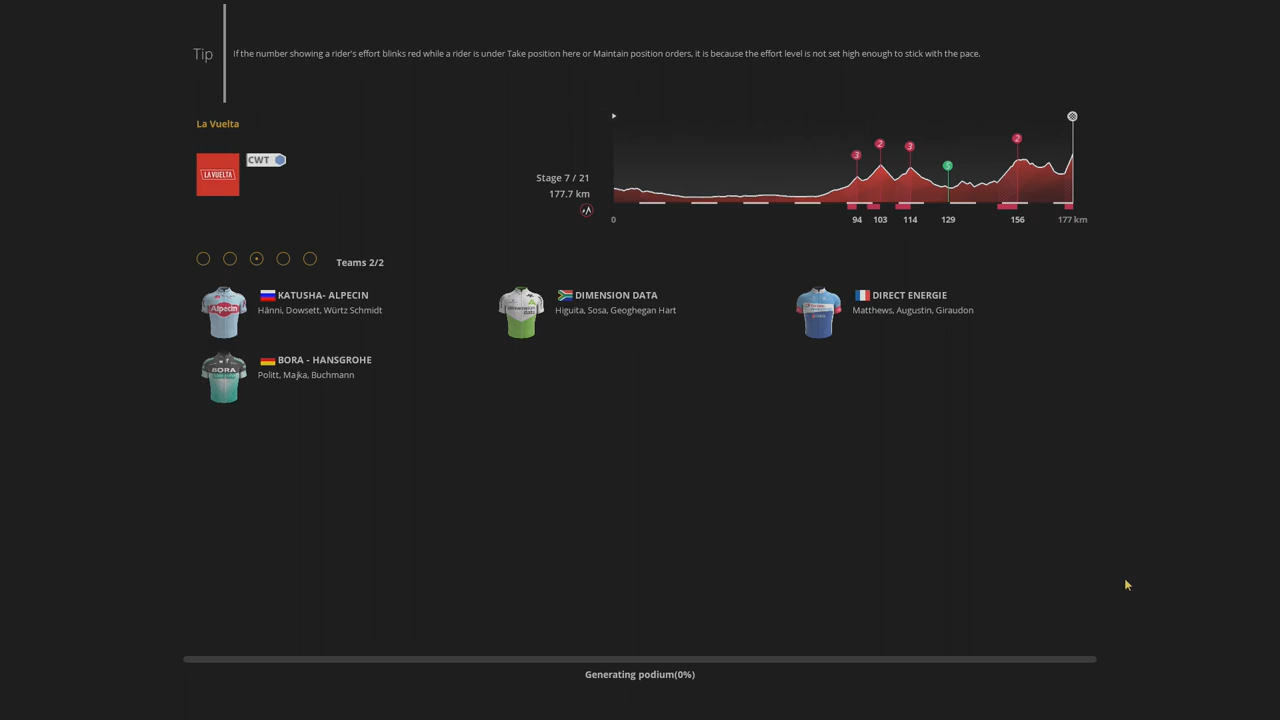 Tip
If the number showing a rider's effort blinks red while a rider is under Take position here or Maintain position orders, it is because the effort level is not set high enough to stick with the pace.
La Vuelta
LA VUELTA
CWT
Stage 7 / 21
177.7 km
3
2
3
S
2
0
94
103
114
129
156
177 km
Teams 2/2
KATUSHA- ALPECIN
Hänni, Dowsett, Würtz Schmidt
Alpecin
DIMENSION DATA
Higuita, Sosa, Geoghegan Hart
DIRECT ENERGIE
Matthews, Augustin, Giraudon
BORA - HANSGROHE
Politt, Majka, Buchmann
BORA
Generating podium(0%)